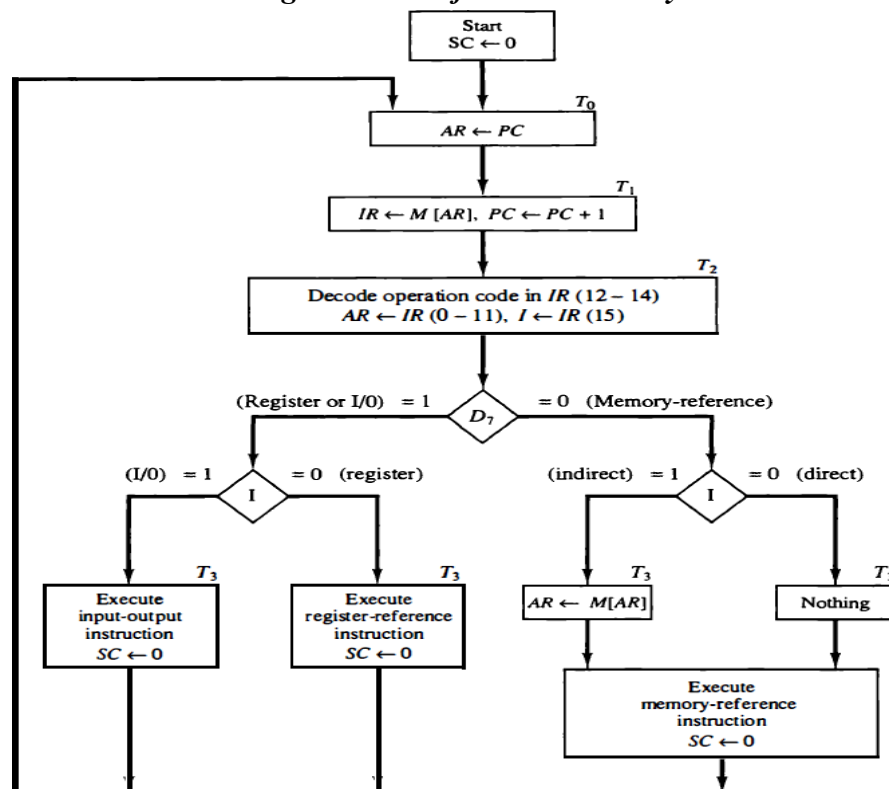 Start
SC ← 0
T₀
AR ← PC
T₁
IR ← M [AR], PC ← PC + 1
T₂
Decode operation code in IR (12 – 14)
AR ← IR (0 – 11), I ← IR (15)
(Register or I/0) = 1
D₇
= 0 (Memory-reference)
(I/0) = 1
I
= 0 (register)
(indirect) = 1
I
= 0 (direct)
T₃
T₃
T₃
Execute
input-output
instruction
SC ← 0
Execute
register-reference
instruction
SC ← 0
AR ← M[AR]
Nothing
Execute
memory-reference
instruction
SC ← 0